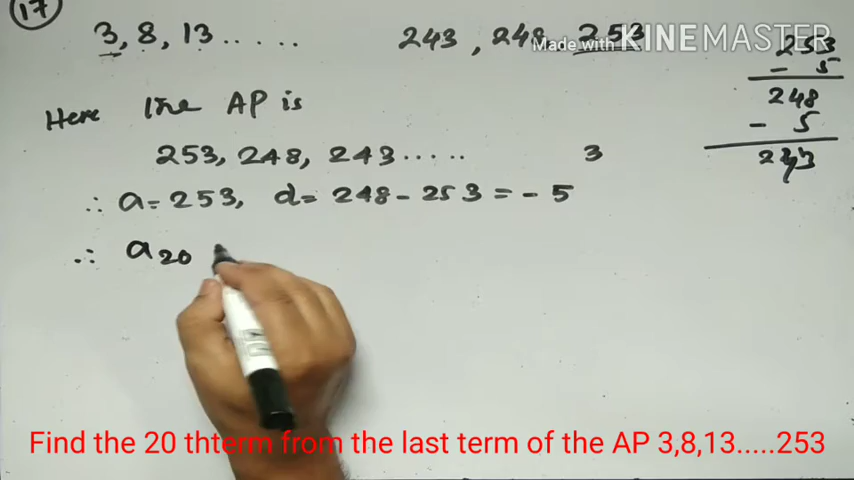 17
3, 8, 13 ..... 243, 248, 253
Made with KINEMASTER
253
- 5
248
- 5
243
Here the AP is
253, 248, 243 ..... 3
∴ a = 253, d = 248 - 253 = - 5
∴ a₂₀
Find the 20 thterm from the last term of the AP 3,8,13.....253